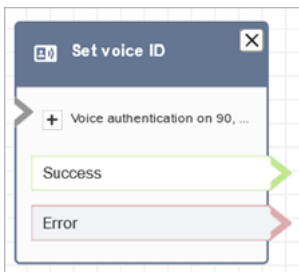 Set voice ID
Voice authentication on 90, ...
Success
Error